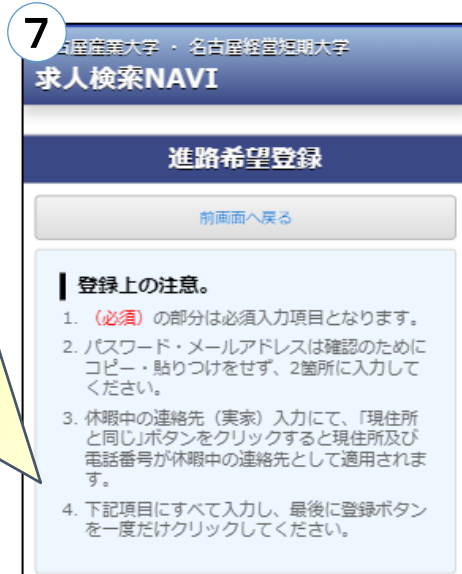 7
古屋産業大学 ・ 名古屋経営短期大学
求人検索NAVI
進路希望登録
前画面へ戻る
登録上の注意。
1. （必須）の部分は必須入力項目となります。
2. パスワード・メールアドレスは確認のために
コピー・貼りつけをせず、2箇所に入力して
ください。
3. 休暇中の連絡先（実家）入力にて、「現住所
と同じ」ボタンをクリックすると現住所及び
電話番号が休暇中の連絡先として適用されま
す。
4. 下記項目にすべて入力し、最後に登録ボタン
を一度だけクリックしてください。